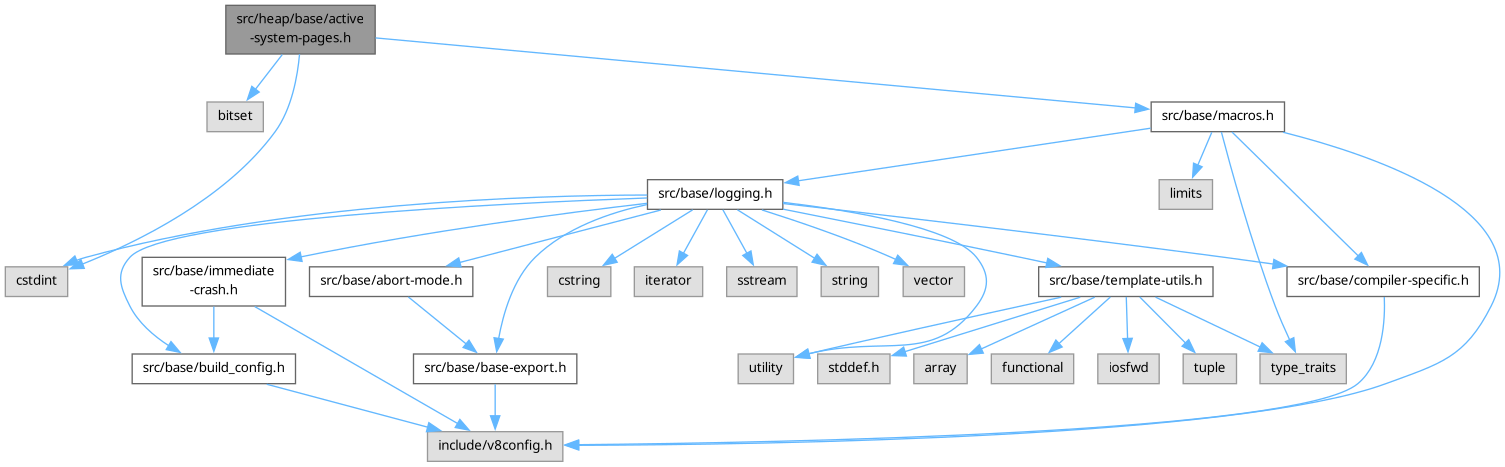 src/heap/base/active
-system-pages.h
bitset
src/base/macros.h
src/base/logging.h
limits
cstdint
src/base/immediate
-crash.h
src/base/abort-mode.h
cstring
iterator
sstream
string
vector
src/base/template-utils.h
src/base/compiler-specific.h
src/base/build_config.h
src/base/base-export.h
utility
stddef.h
array
functional
iosfwd
tuple
type_traits
include/v8config.h